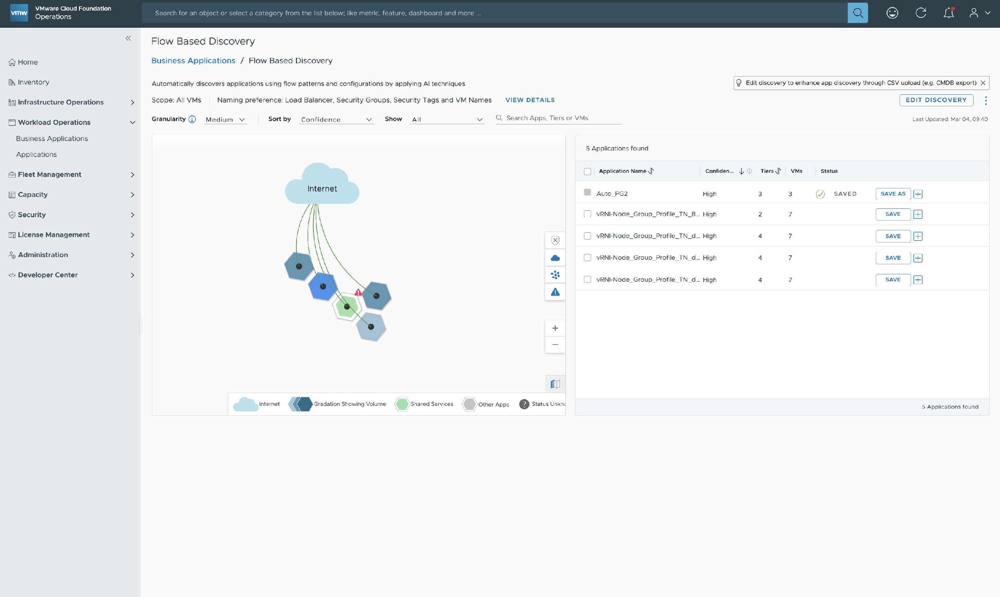 vmw
VMware Cloud Foundation
Operations
Search for an object or select a category from the list below; like metric, feature, dashboard and more ...
Home
Inventory
Infrastructure Operations
Workload Operations
Business Applications
Applications
Fleet Management
Capacity
Security
License Management
Administration
Developer Center
Flow Based Discovery
Business Applications / Flow Based Discovery
Automatically discovers applications using flow patterns and configurations by applying AI techniques
Edit discovery to enhance app discovery through CSV upload (e.g. CMDB export)
Scope: All VMs
Naming preference: Load Balancer, Security Groups, Security Tags and VM Names
VIEW DETAILS
EDIT DISCOVERY
Granularity Medium
Sort by Confidence
Show All
Search Apps, Tiers or VMs
Last Updated: Mar 04, 09:40
Internet
Internet
Gradation Showing Volume
Shared Services
Other Apps
? Status Unkno
5 Applications found
Application Name Confiden... Tiers VMs Status
Auto_PG2 High 3 3 SAVED SAVE AS
vRNI-Node_Group_Profile_TN_8... High 2 7 SAVE
vRNI-Node_Group_Profile_TN_d... High 4 7 SAVE
vRNI-Node_Group_Profile_TN_d... High 4 7 SAVE
vRNI-Node_Group_Profile_TN_d... High 4 7 SAVE
5 Applications found